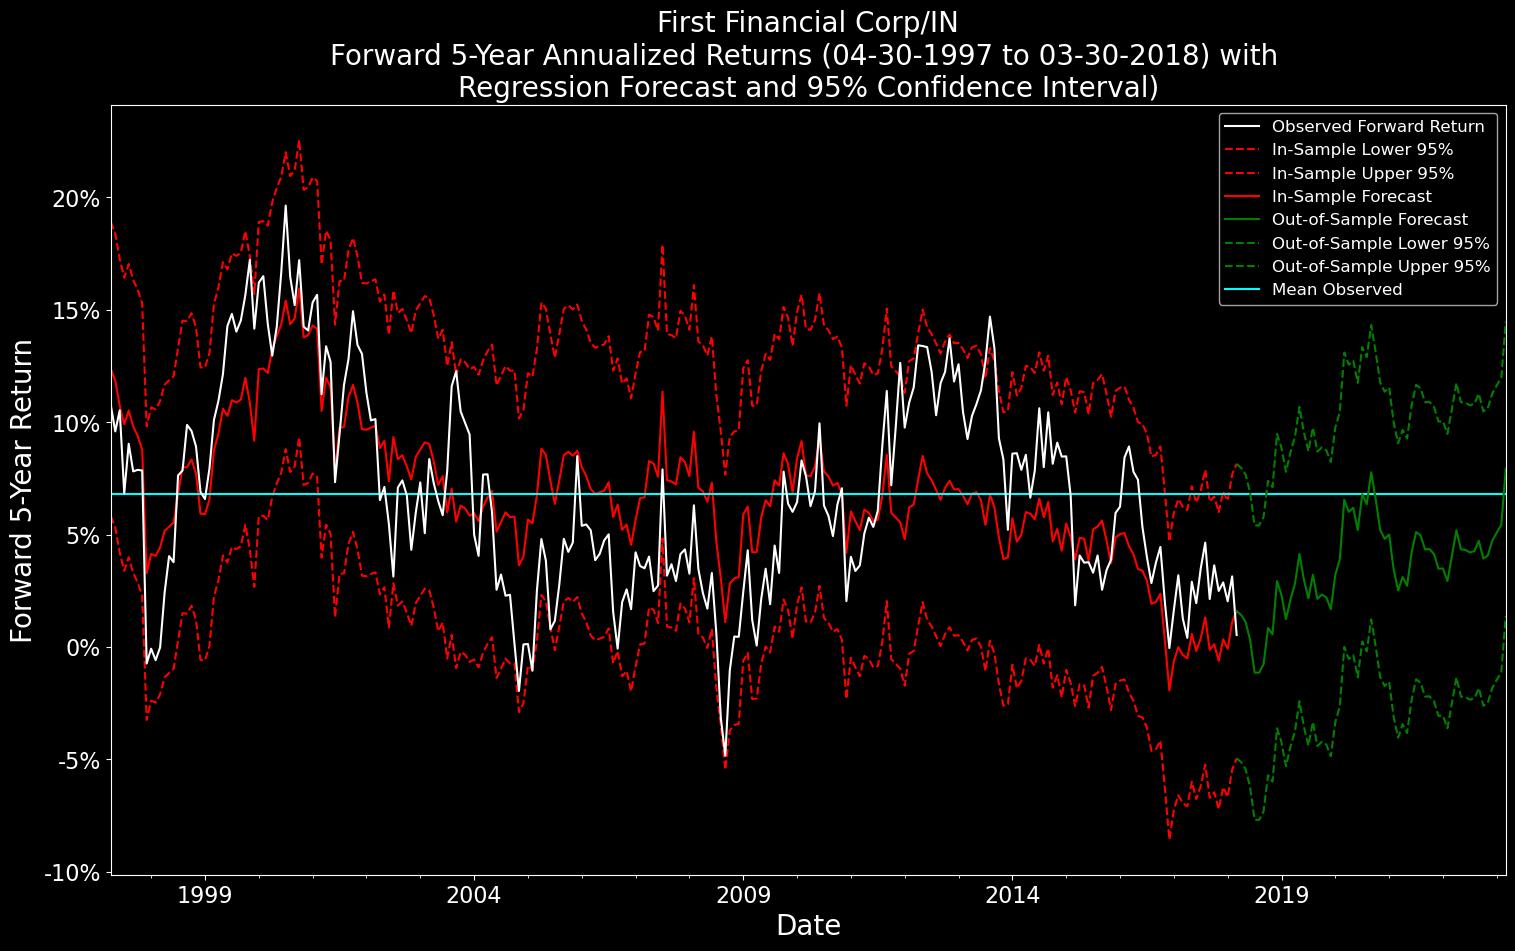 First Financial Corp/IN
Forward 5-Year Annualized Returns (04-30-1997 to 03-30-2018) with
Regression Forecast and 95% Confidence Interval)
Observed Forward Return
In-Sample Lower 95%
In-Sample Upper 95%
In-Sample Forecast
Out-of-Sample Forecast
Out-of-Sample Lower 95%
Out-of-Sample Upper 95%
Mean Observed
Forward 5-Year Return
20%
15%
10%
5%
0%
-5%
-10%
1999
2004
2009
2014
2019
Date